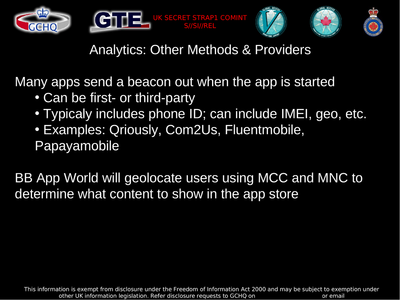 GCHQ
GTE
UK SECRET STRAP1 COMINT
S//SI//REL
Analytics: Other Methods & Providers
Many apps send a beacon out when the app is started
• Can be first- or third-party
• Typicaly includes phone ID; can include IMEI, geo, etc.
• Examples: Qriously, Com2Us, Fluentmobile,
Papayamobile
BB App World will geolocate users using MCC and MNC to
determine what content to show in the app store
This information is exempt from disclosure under the Freedom of Information Act 2000 and may be subject to exemption under
other UK information legislation. Refer disclosure requests to GCHQ on or email